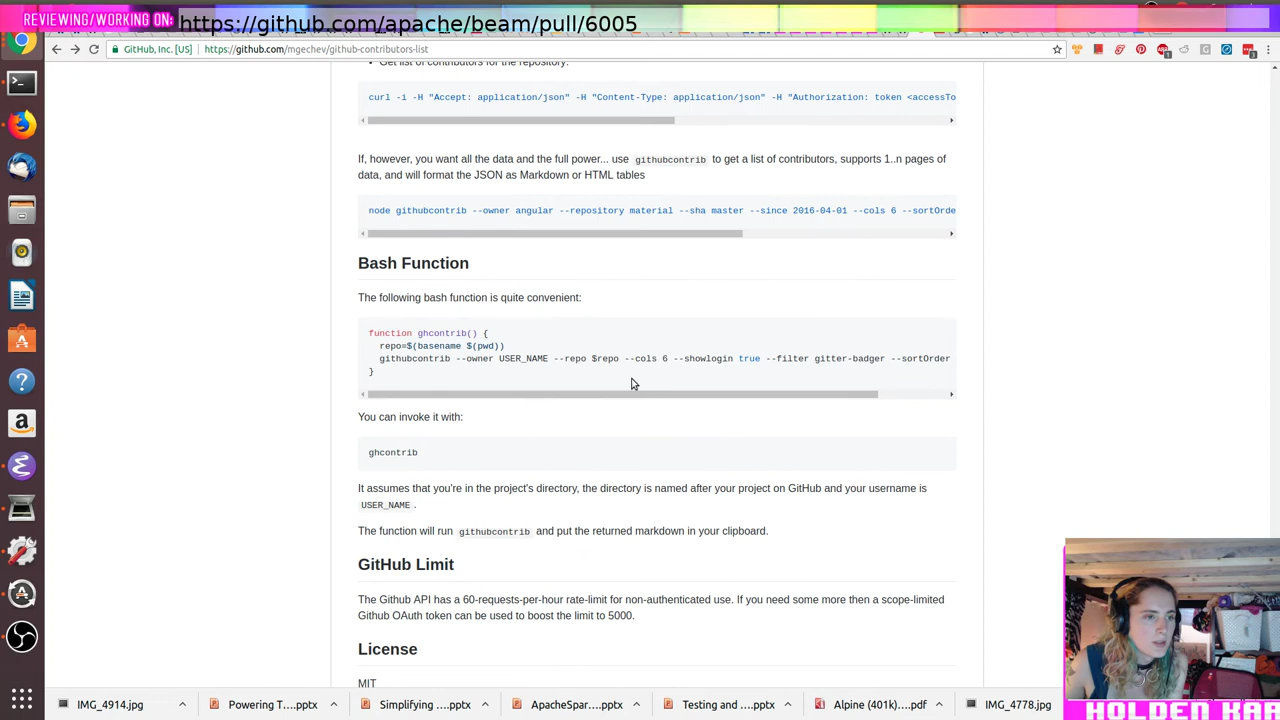 REVIEWING/WORKING ON: https://github.com/apache/beam/pull/6005
GitHub, Inc. [US] https://github.com/mgechev/github-contributors-list
• Get list of contributors for the repository:
curl -i -H "Accept: application/json" -H "Content-Type: application/json" -H "Authorization: token <accessTo
If, however, you want all the data and the full power... use githubcontrib to get a list of contributors, supports 1..n pages of
data, and will format the JSON as Markdown or HTML tables
node githubcontrib --owner angular --repository material --sha master --since 2016-04-01 --cols 6 --sortOrde
Bash Function
The following bash function is quite convenient:
function ghcontrib() {
repo=$(basename $(pwd))
githubcontrib --owner USER_NAME --repo $repo --cols 6 --showlogin true --filter gitter-badger --sortOrder
}
You can invoke it with:
ghcontrib
It assumes that you're in the project's directory, the directory is named after your project on GitHub and your username is
USER_NAME .
The function will run githubcontrib and put the returned markdown in your clipboard.
GitHub Limit
The Github API has a 60-requests-per-hour rate-limit for non-authenticated use. If you need some more then a scope-limited
Github OAuth token can be used to boost the limit to 5000.
License
MIT
IMG_4914.jpg
Powering T....pptx
Simplifying ....pptx
ApacheSpar....pptx
Testing and ....pptx
Alpine (401k)....pdf
IMG_4778.jpg
HOLDEN KAR